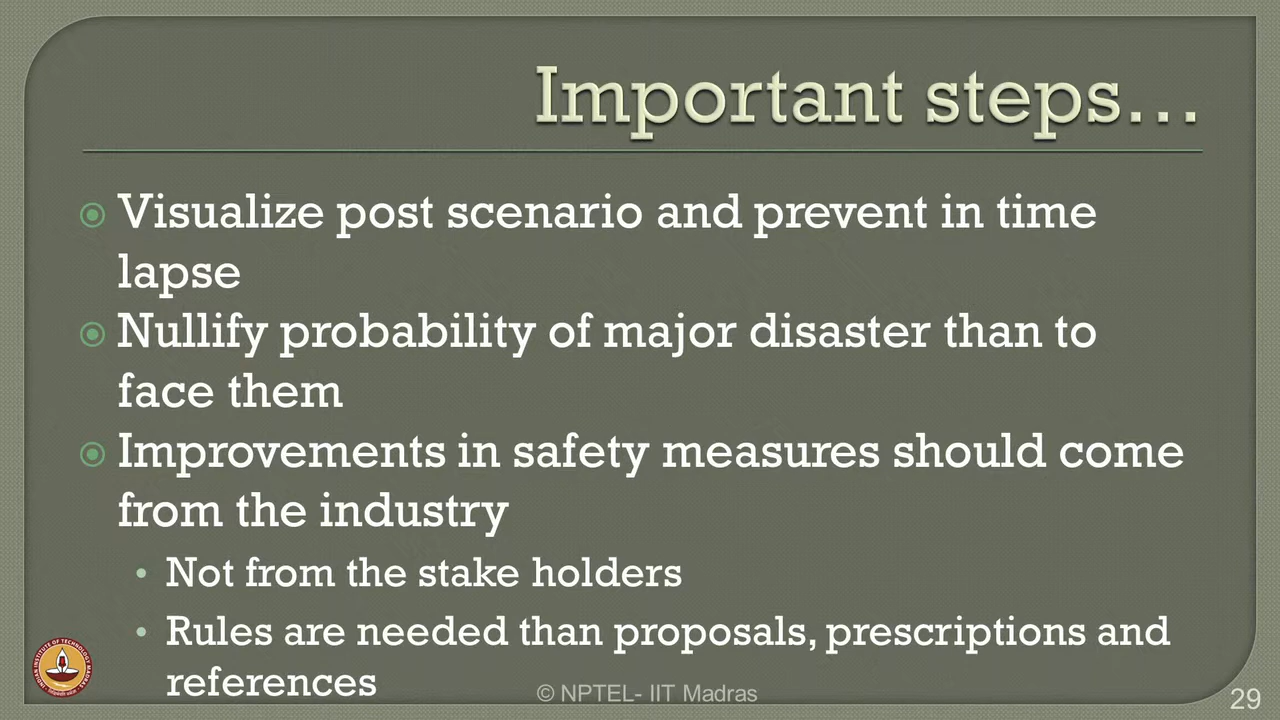 Important steps...
Visualize post scenario and prevent in time
lapse
Nullify probability of major disaster than to
face them
Improvements in safety measures should come
from the industry
• Not from the stake holders
• Rules are needed than proposals, prescriptions and
references
© NPTEL- IIT Madras
29